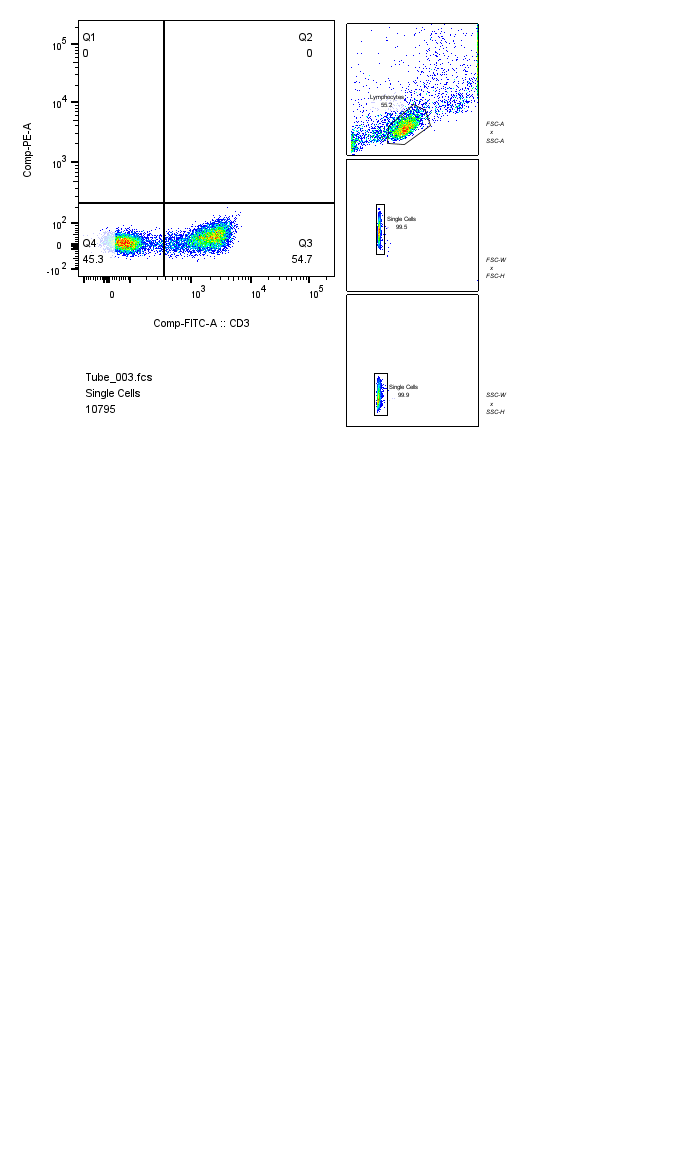 Q1
0
Q2
0
Q4
45.3
Q3
54.7
10^5
10^4
10^3
10^2
0
-10^2
Comp-PE-A
0
10^3
10^4
10^5
Comp-FITC-A :: CD3
Tube_003.fcs
Single Cells
10795
Lymphocytes
55.2
FSC-A
x
SSC-A
Single Cells
99.5
FSC-W
x
FSC-H
Single Cells
99.9
SSC-W
x
SSC-H